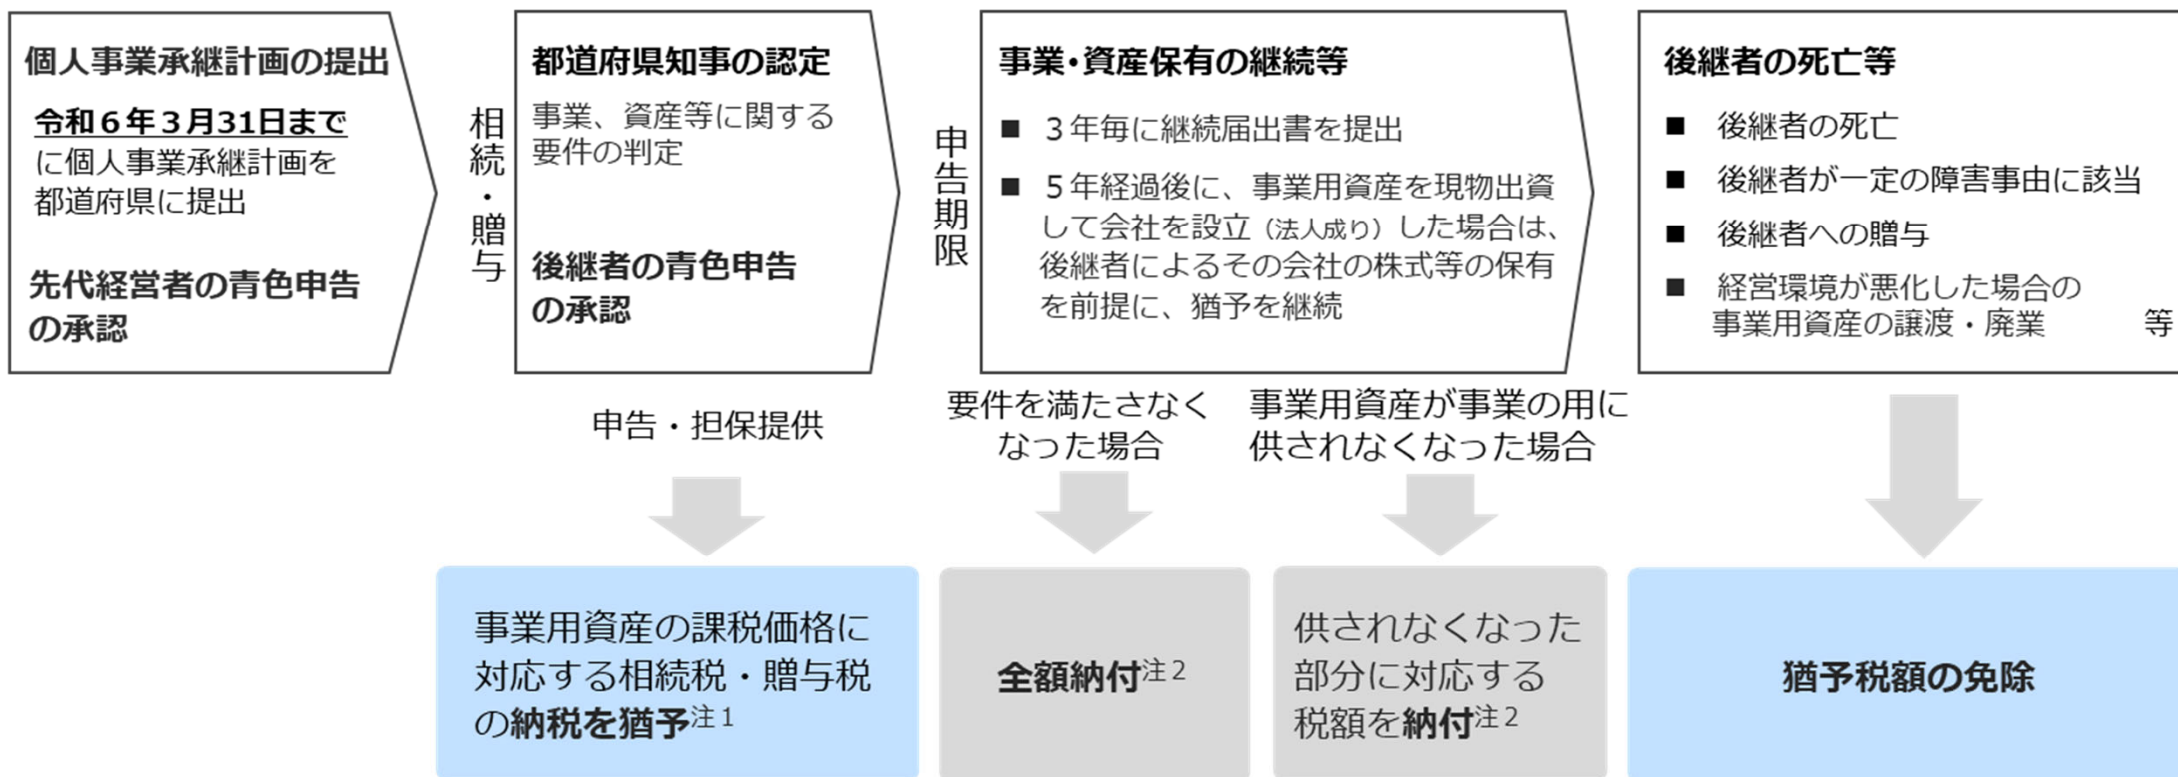 個人事業承継計画の提出
令和６年３月31日まで
に個人事業承継計画を
都道府県に提出
先代経営者の青色申告
の承認
相続・贈与
都道府県知事の認定
事業、資産等に関する
要件の判定
後継者の青色申告
の承認
申告期限
事業・資産保有の継続等
■ ３年毎に継続届出書を提出
■ ５年経過後に、事業用資産を現物出資
して会社を設立（法人成り）した場合は、
後継者によるその会社の株式等の保有
を前提に、猶予を継続
後継者の死亡等
■ 後継者の死亡
■ 後継者が一定の障害事由に該当
■ 後継者への贈与
■ 経営環境が悪化した場合の
事業用資産の譲渡・廃業 等
申告・担保提供
要件を満たさなく
なった場合
事業用資産が事業の用に
供されなくなった場合
事業用資産の課税価格に
対応する相続税・贈与税
の納税を猶予注１
全額納付注２
供されなくなった
部分に対応する
税額を納付注２
猶予税額の免除